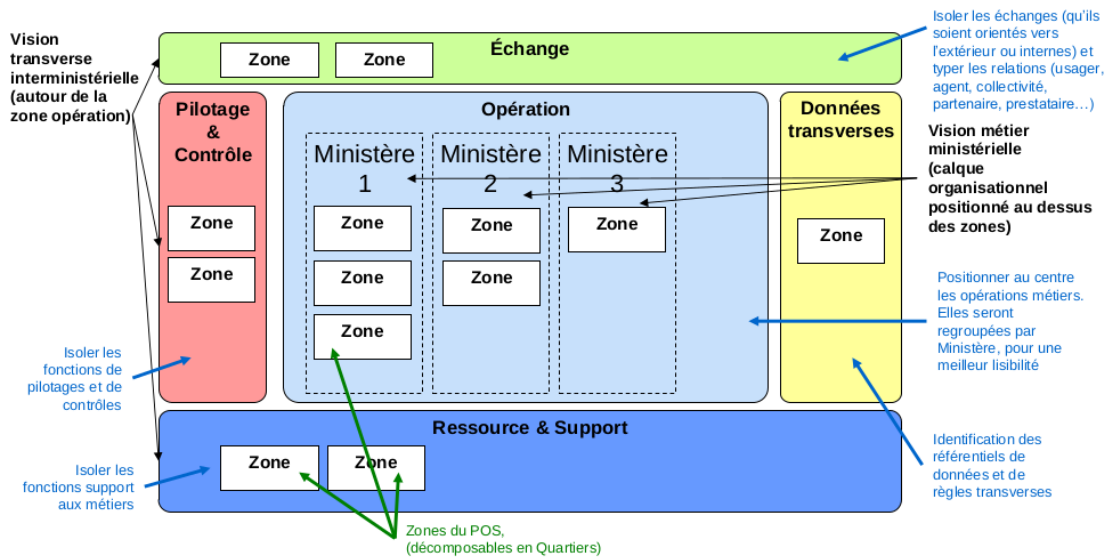 Vision
transverse
interministérielle
(autour de la
zone opération)
Échange
Zone
Zone
Isoler les échanges (qu'ils
soient orientés vers
l'extérieur ou internes) et
typer les relations (usager,
agent, collectivité,
partenaire, prestataire…)
Pilotage
&
Contrôle
Zone
Zone
Opération
Ministère
1
Zone
Zone
Zone
Ministère
2
Zone
Zone
Ministère
3
Zone
Données
transverses
Zone
Vision métier
ministérielle
(calque
organisationnel
positionné au dessus
des zones)
Positionner au centre
les opérations métiers.
Elles seront
regroupées par
Ministère, pour une
meilleur lisibilité
Isoler les
fonctions de
pilotages et de
contrôles
Ressource & Support
Zone
Zone
Isoler les
fonctions support
aux métiers
Identification des
référentiels de
données et de
règles transverses
Zones du POS,
(décomposables en Quartiers)